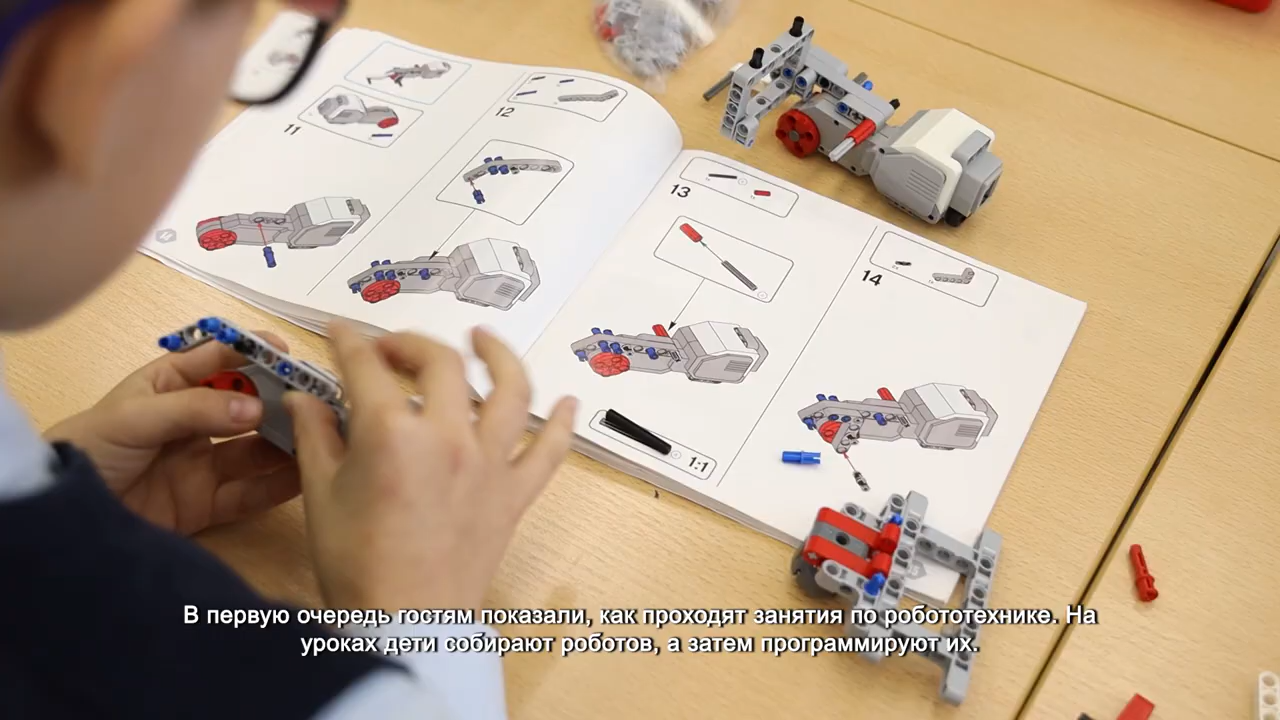 11
12
13
14
1:1
В первую очередь гостям показали, как проходят занятия по робототехнике. На
уроках дети собирают роботов, а затем программируют их.